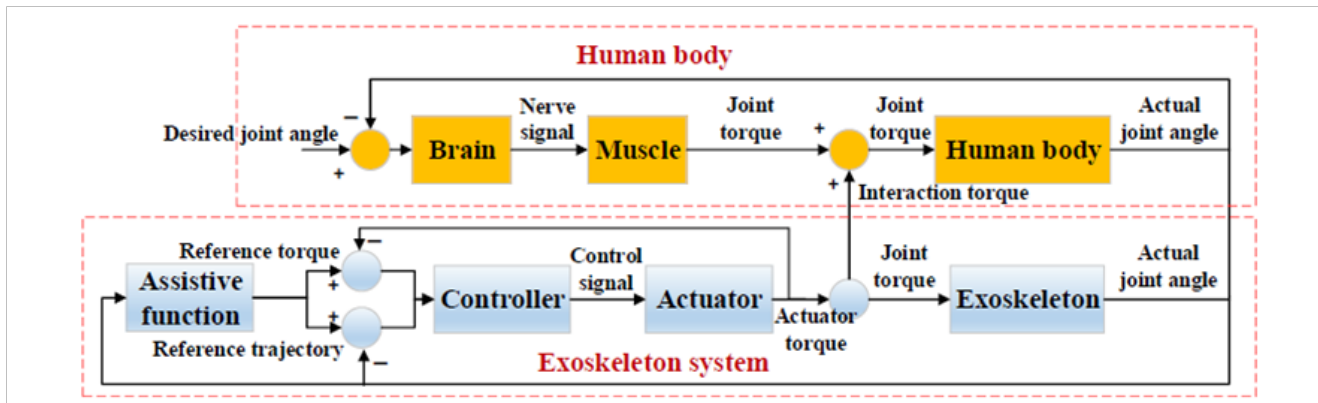 Human body
−
Nerve
signal
Joint
torque
Joint
torque
Actual
joint angle
Desired joint angle
+
Brain
Muscle
+
Human body
+
Interaction torque
Reference torque
−
Control
signal
Joint
torque
Actual
joint angle
Assistive
function
+
+
Controller
Actuator
Exoskeleton
Actuator
torque
Reference trajectory
−
Exoskeleton system